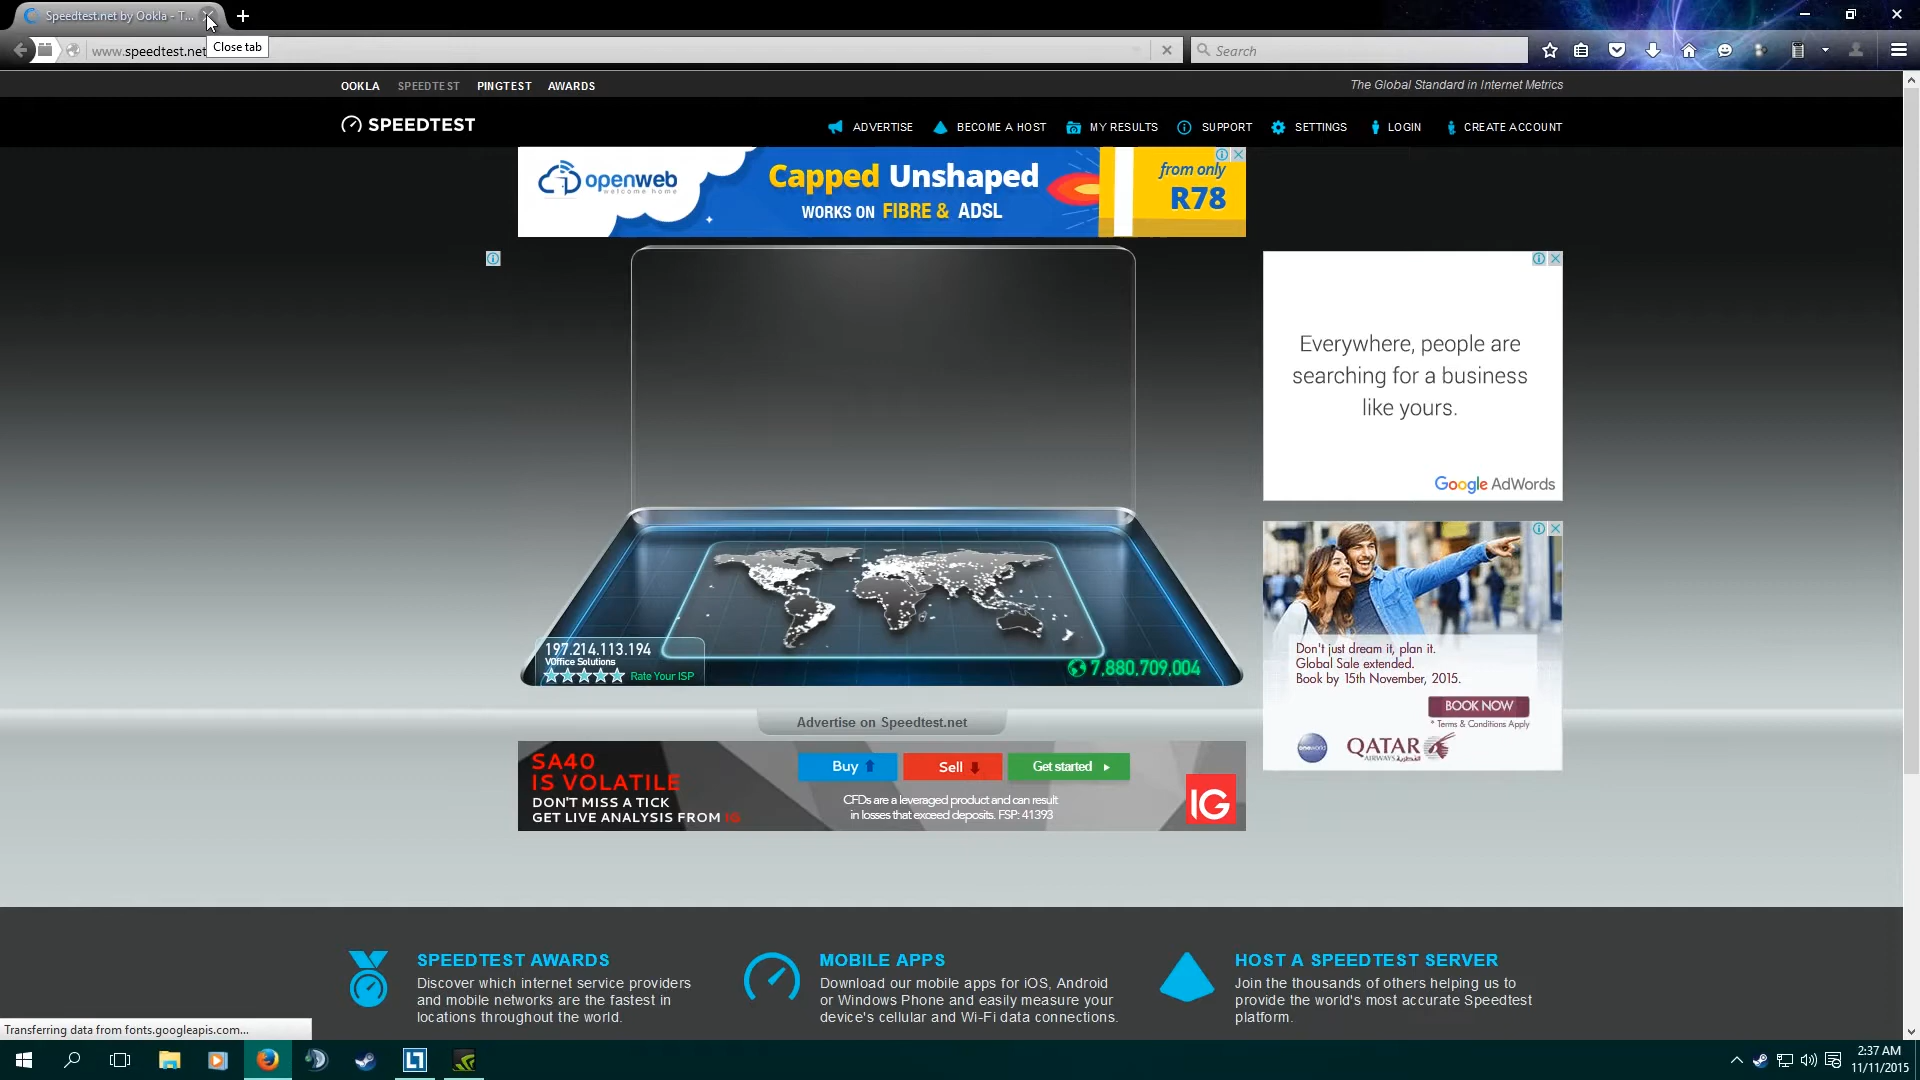 Speedtest.net by Ookla - T...
Close tab
www.speedtest.net
Search
OOKLA SPEEDTEST PINGTEST AWARDS
The Global Standard in Internet Metrics
SPEEDTEST
ADVERTISE BECOME A HOST MY RESULTS SUPPORT SETTINGS LOGIN CREATE ACCOUNT
openweb
welcome home
Capped Unshaped
WORKS ON FIBRE & ADSL
from only
R78
Everywhere, people are
searching for a business
like yours.
Google AdWords
197.214.113.194
VOffice Solutions
Rate Your ISP
7,880,709,004
Don't just dream it, plan it.
Global Sale extended.
Book by 15th November, 2015.
BOOK NOW
* Terms & Conditions Apply
oneworld
QATAR
AIRWAYS القطرية
Advertise on Speedtest.net
SA40
IS VOLATILE
DON'T MISS A TICK
GET LIVE ANALYSIS FROM IG
Buy Sell Get started
CFDs are a leveraged product and can result
in losses that exceed deposits. FSP: 41393
IG
SPEEDTEST AWARDS
Discover which internet service providers
and mobile networks are the fastest in
locations throughout the world.
MOBILE APPS
Download our mobile apps for iOS, Android
or Windows Phone and easily measure your
device's cellular and Wi-Fi data connections.
HOST A SPEEDTEST SERVER
Join the thousands of others helping us to
provide the world's most accurate Speedtest
platform.
Transferring data from fonts.googleapis.com...
2:37 AM
11/11/2015